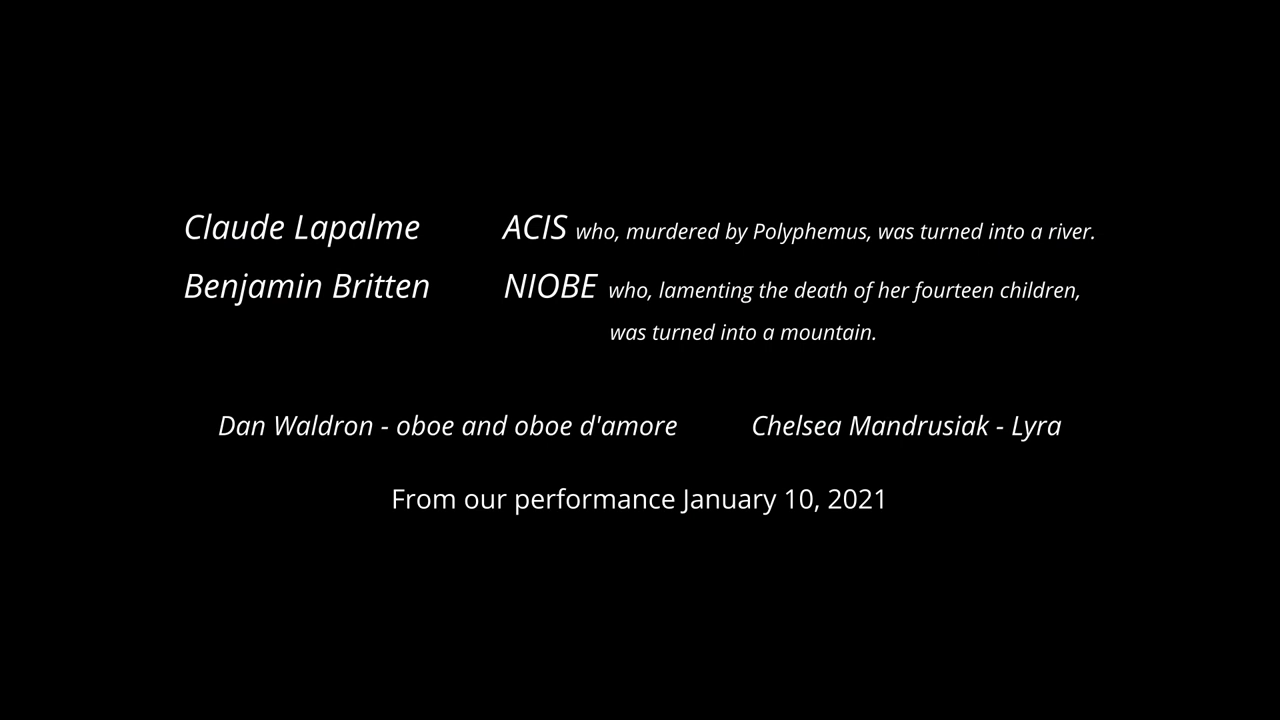 Claude Lapalme ACIS who, murdered by Polyphemus, was turned into a river.
Benjamin Britten NIOBE who, lamenting the death of her fourteen children,
was turned into a mountain.
Dan Waldron - oboe and oboe d'amore Chelsea Mandrusiak - Lyra
From our performance January 10, 2021